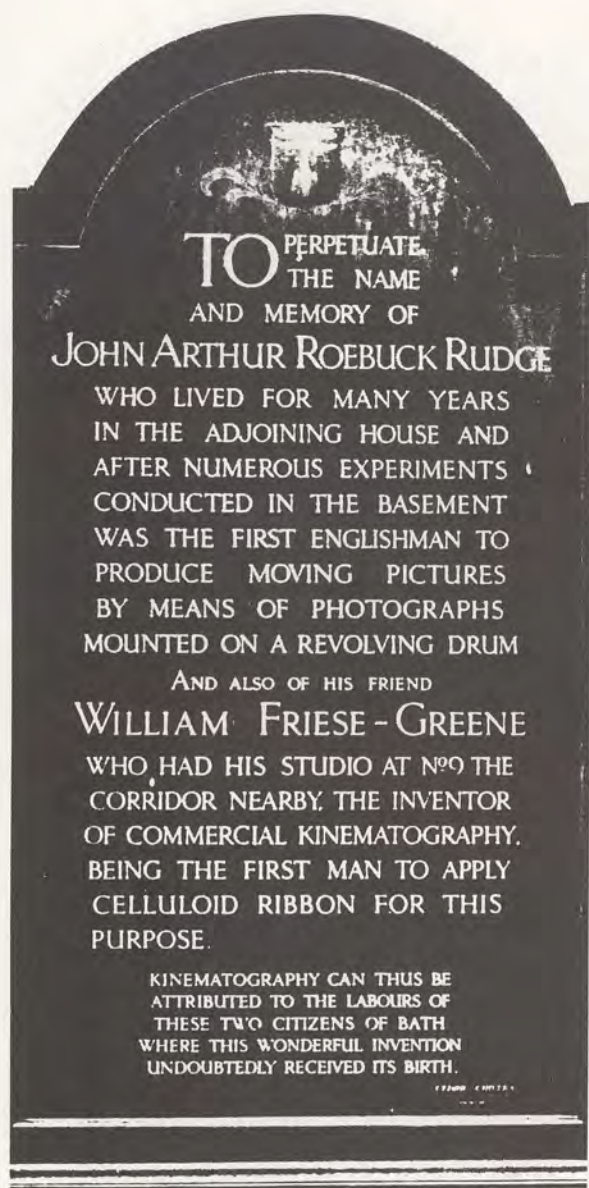 TO PERPETUATE
THE NAME
AND MEMORY OF
JOHN ARTHUR ROEBUCK RUDGE
WHO LIVED FOR MANY YEARS
IN THE ADJOINING HOUSE AND
AFTER NUMEROUS EXPERIMENTS
CONDUCTED IN THE BASEMENT
WAS THE FIRST ENGLISHMAN TO
PRODUCE MOVING PICTURES
BY MEANS OF PHOTOGRAPHS
MOUNTED ON A REVOLVING DRUM
AND ALSO OF HIS FRIEND
WILLIAM FRIESE-GREENE
WHO HAD HIS STUDIO AT Nº9 THE
CORRIDOR NEARBY, THE INVENTOR
OF COMMERCIAL KINEMATOGRAPHY.
BEING THE FIRST MAN TO APPLY
CELLULOID RIBBON FOR THIS
PURPOSE.
KINEMATOGRAPHY CAN THUS BE
ATTRIBUTED TO THE LABOURS OF
THESE TWO CITIZENS OF BATH
WHERE THIS WONDERFUL INVENTION
UNDOUBTEDLY RECEIVED ITS BIRTH.